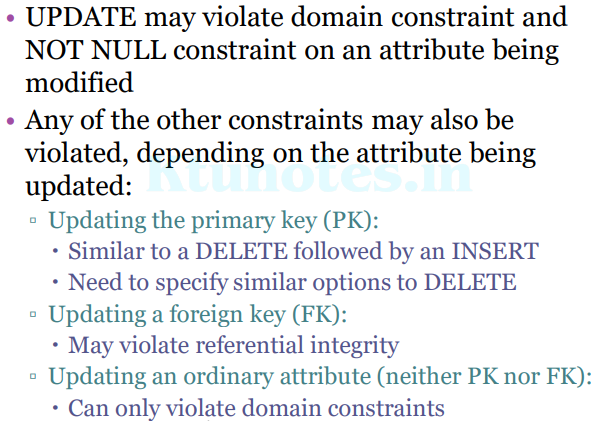 • UPDATE may violate domain constraint and
NOT NULL constraint on an attribute being
modified
• Any of the other constraints may also be
violated, depending on the attribute being
updated:
Ktunotes.in
▫ Updating the primary key (PK):
• Similar to a DELETE followed by an INSERT
• Need to specify similar options to DELETE
▫ Updating a foreign key (FK):
• May violate referential integrity
▫ Updating an ordinary attribute (neither PK nor FK):
• Can only violate domain constraints